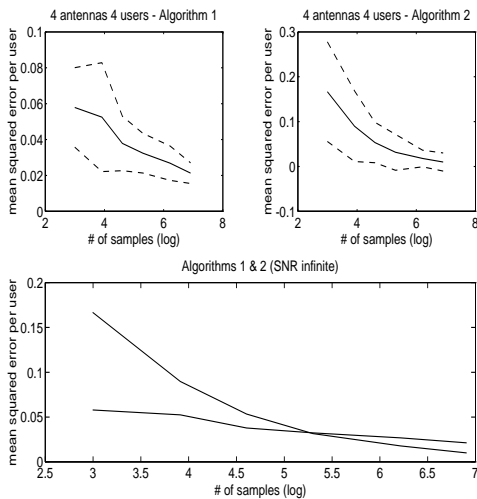 4 antennas 4 users - Algorithm 1
mean squared error per user
0.1
0.08
0.06
0.04
0.02
0
2 4 6 8
# of samples (log)
4 antennas 4 users - Algorithm 2
mean squared error per user
0.3
0.2
0.1
0
-0.1
2 4 6 8
# of samples (log)
Algorithms 1 & 2 (SNR infinite)
mean squared error per user
0.2
0.15
0.1
0.05
0
2.5 3 3.5 4 4.5 5 5.5 6 6.5 7
# of samples (log)